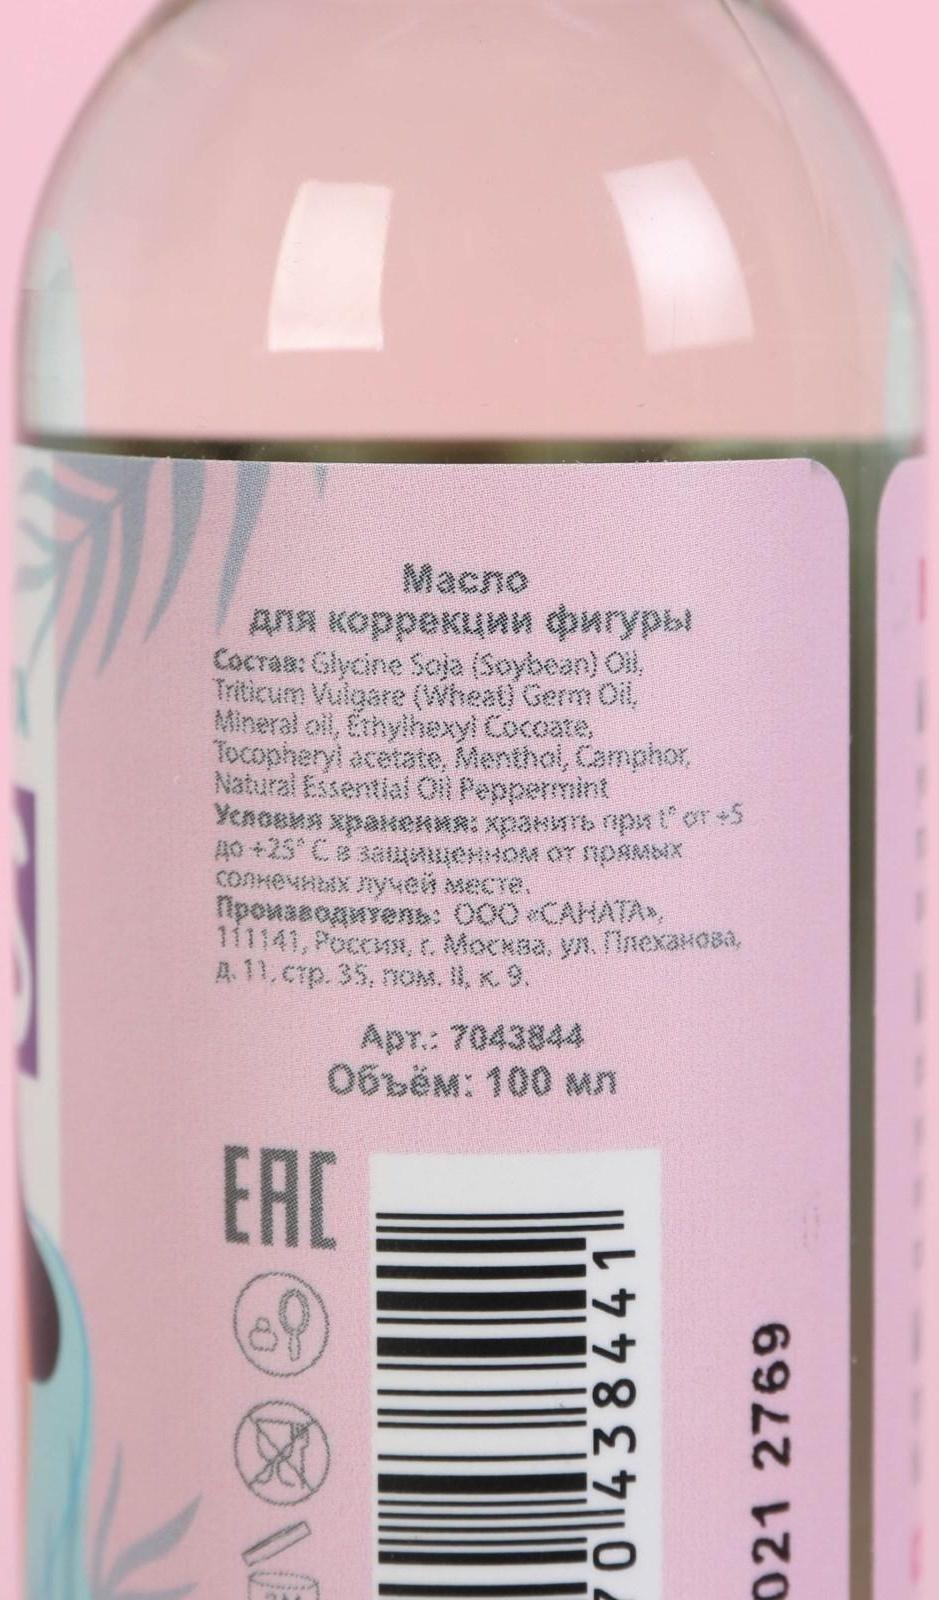 Масло
для коррекции фигуры
Состав: Glycine Soja (Soybean) Oil,
Triticum Vulgare (Wheat) Germ Oil,
Mineral oil, Ethylhexyl Cocoate,
Tocopheryl acetate, Menthol, Camphor,
Natural Essential Oil Peppermint
Условия хранения: хранить при t° от +5
до +25° С в защищенном от прямых
солнечных лучей месте.
Производитель: ООО «САНАТА»,
111141, Россия, г. Москва, ул. Плеханова,
д. 11, стр. 35, пом. II, к. 9.
Арт.: 7043844
Объём: 100 мл
EAC
70438441
021 2769